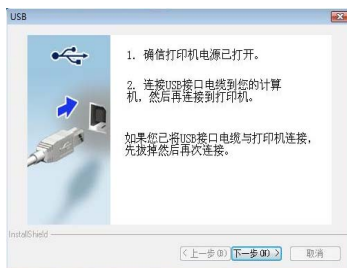 USB
1. 确信打印机电源已打开。
2. 连接USB接口电缆到您的计算
机，然后再连接到打印机。
如果您已将USB接口电缆与打印机连接，
先拔掉然后再次连接。
InstallShield
<上一步(B) 下一步(N)> 取消